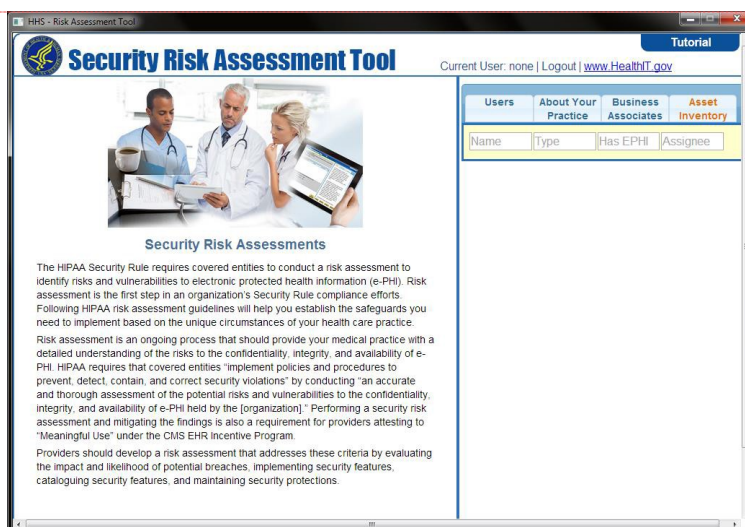 HHS - Risk Assessment Tool
Tutorial
Security Risk Assessment Tool
Current User: none | Logout | www.HealthIT.gov
Users
About Your
Practice
Business
Associates
Asset
Inventory
Name
Type
Has EPHI
Assignee
Security Risk Assessments
The HIPAA Security Rule requires covered entities to conduct a risk assessment to
identify risks and vulnerabilities to electronic protected health information (e-PHI). Risk
assessment is the first step in an organization's Security Rule compliance efforts.
Following HIPAA risk assessment guidelines will help you establish the safeguards you
need to implement based on the unique circumstances of your health care practice.
Risk assessment is an ongoing process that should provide your medical practice with a
detailed understanding of the risks to the confidentiality, integrity, and availability of e-
PHI. HIPAA requires that covered entities "implement policies and procedures to
prevent, detect, contain, and correct security violations" by conducting "an accurate
and thorough assessment of the potential risks and vulnerabilities to the confidentiality,
integrity, and availability of e-PHI held by the [organization]." Performing a security risk
assessment and mitigating the findings is also a requirement for providers attesting to
"Meaningful Use" under the CMS EHR Incentive Program.
Providers should develop a risk assessment that addresses these criteria by evaluating
the impact and likelihood of potential breaches, implementing security features,
cataloguing security features, and maintaining security protections.